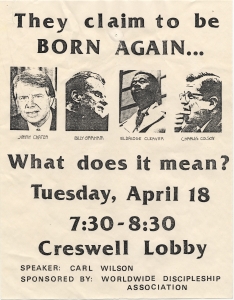 They claim to be
BORN AGAIN...
JIMMY CARTER BILLY GRAHAM ELDRIDGE CLEAVER CHARLES COLSON
What does it mean?
Tuesday, April 18
7:30-8:30
Creswell Lobby
SPEAKER: CARL WILSON
SPONSORED BY: WORLDWIDE DISCIPLESHIP
ASSOCIATION